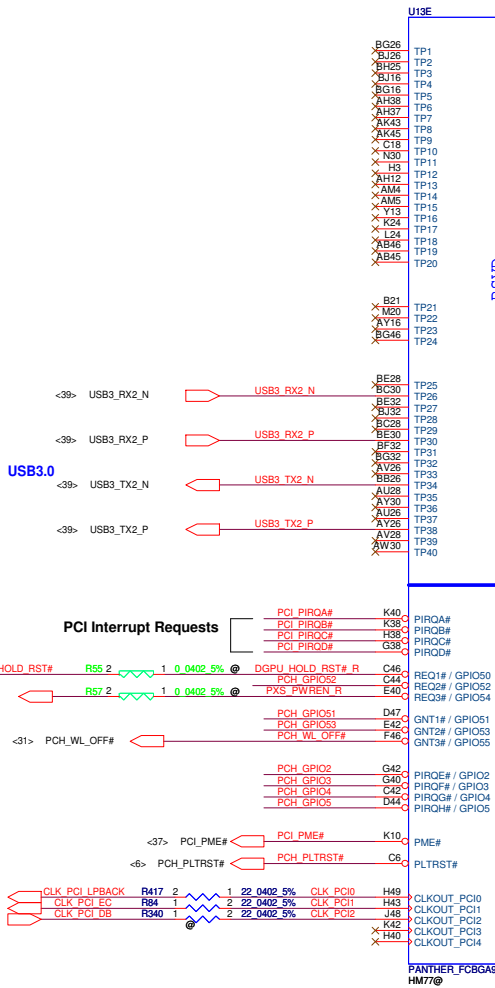 U13E
BG26 TP1
BJ26 TP2
BH25 TP3
BJ16 TP4
BG16 TP5
AH38 TP6
AH37 TP7
AK43 TP8
AK45 TP9
C18 TP10
N30 TP11
H3 TP12
AH12 TP13
AM4 TP14
AM5 TP15
Y13 TP16
K24 TP17
L24 TP18
AB46 TP19
AB45 TP20
B21 TP21
M20 TP22
AY16 TP23
BG46 TP24
BE28 TP25
<39> USB3_RX2_N USB3_RX2_N BC30 TP26
BE32 TP27
BJ32 TP28
BC28 TP29
<39> USB3_RX2_P USB3_RX2_P BE30 TP30
BF32 TP31
BG32 TP32
AV26 TP33
USB3.0
<39> USB3_TX2_N USB3_TX2_N BB26 TP34
AU28 TP35
AY30 TP36
AU26 TP37
<39> USB3_TX2_P USB3_TX2_P AY26 TP38
AV28 TP39
AW30 TP40
PCI Interrupt Requests
PCI_PIRQA# K40 PIRQA#
PCI_PIRQB# K38 PIRQB#
PCI_PIRQC# H38 PIRQC#
PCI_PIRQD# G38 PIRQD#
HOLD_RST# R55 2 1 0_0402_5% @ DGPU_HOLD_RST#_R C46 REQ1# / GPIO50
PCH_GPIO52 C44 REQ2# / GPIO52
R57 2 1 0_0402_5% @ PXS_PWREN_R E40 REQ3# / GPIO54
PCH_GPIO51 D47 GNT1# / GPIO51
PCH_GPIO53 E42 GNT2# / GPIO53
<31> PCH_WL_OFF# PCH_WL_OFF# F46 GNT3# / GPIO55
PCH_GPIO2 G42 PIRQE# / GPIO2
PCH_GPIO3 G40 PIRQF# / GPIO3
PCH_GPIO4 C42 PIRQG# / GPIO4
PCH_GPIO5 D44 PIRQH# / GPIO5
<37> PCI_PME# PCI_PME# K10 PME#
<6> PCH_PLTRST# PCH_PLTRST# C6 PLTRST#
CLK_PCI_LPBACK R417 2 1 22_0402_5% CLK_PCI0 H49 CLKOUT_PCI0
CLK_PCI_EC R84 1 2 22_0402_5% CLK_PCI1 H43 CLKOUT_PCI1
CLK_PCI_DB R340 1 2 22_0402_5% CLK_PCI2 J48 CLKOUT_PCI2
@ K42 CLKOUT_PCI3
H40 CLKOUT_PCI4
PANTHER_FCBGA9
HM77@